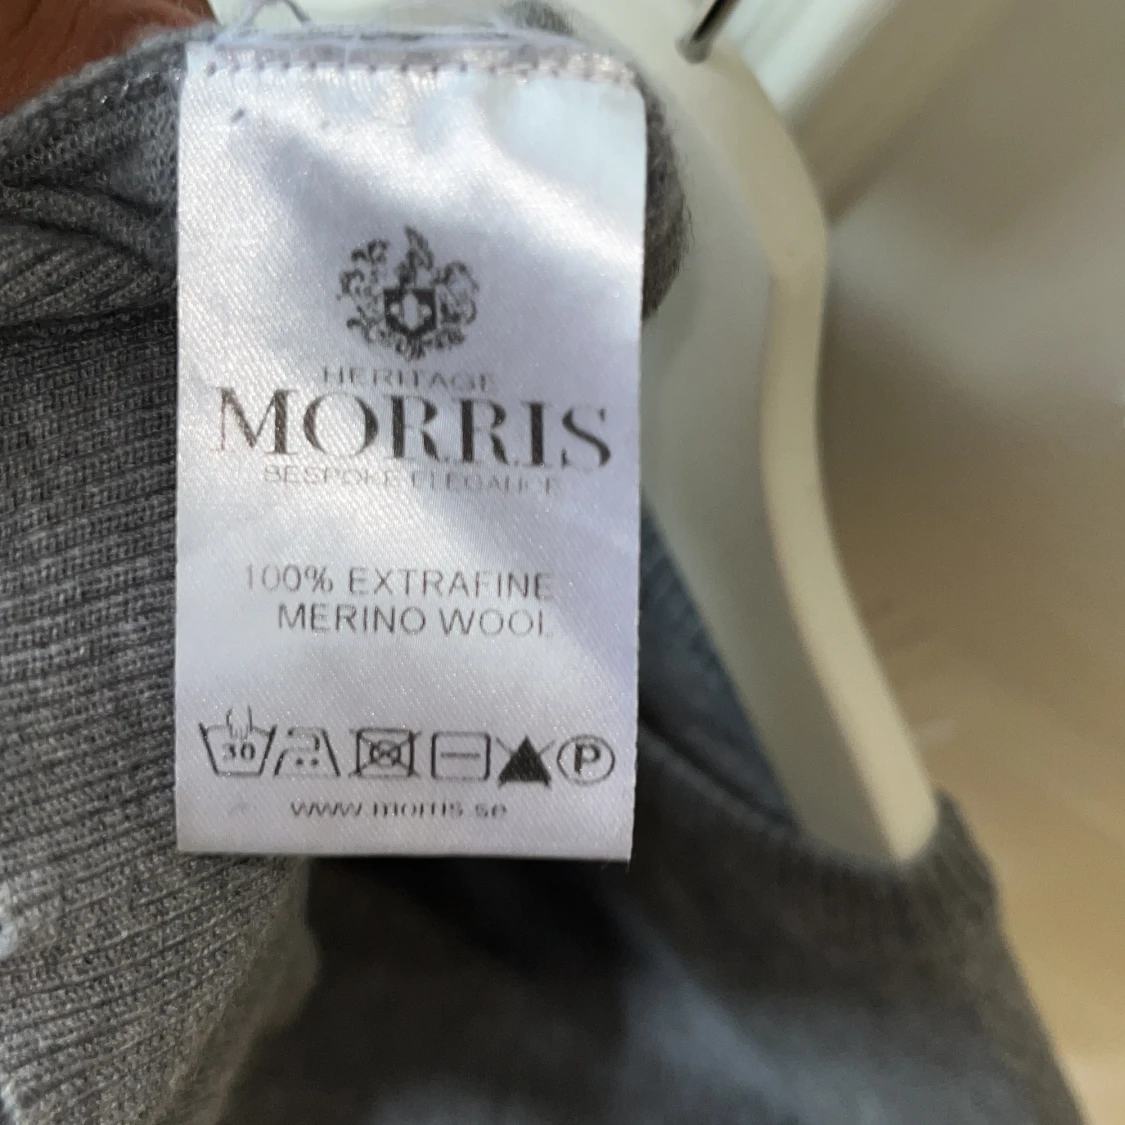 HERITAGE
MORRIS
BESPOKE ELEGANCE
100% EXTRAFINE
MERINO WOOL
30 P
www.morris.se